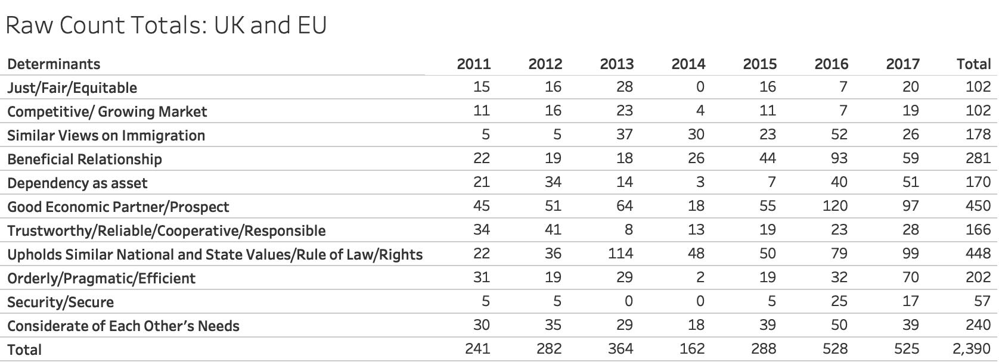 Raw Count Totals: UK and EU
Determinants 2011 2012 2013 2014 2015 2016 2017 Total
Just/Fair/Equitable 15 16 28 0 16 7 20 102
Competitive/ Growing Market 11 16 23 4 11 7 19 102
Similar Views on Immigration 5 5 37 30 23 52 26 178
Beneficial Relationship 22 19 18 26 44 93 59 281
Dependency as asset 21 34 14 3 7 40 51 170
Good Economic Partner/Prospect 45 51 64 18 55 120 97 450
Trustworthy/Reliable/Cooperative/Responsible 34 41 8 13 19 23 28 166
Upholds Similar National and State Values/Rule of Law/Rights 22 36 114 48 50 79 99 448
Orderly/Pragmatic/Efficient 31 19 29 2 19 32 70 202
Security/Secure 5 5 0 0 5 25 17 57
Considerate of Each Other’s Needs 30 35 29 18 39 50 39 240
Total 241 282 364 162 288 528 525 2,390